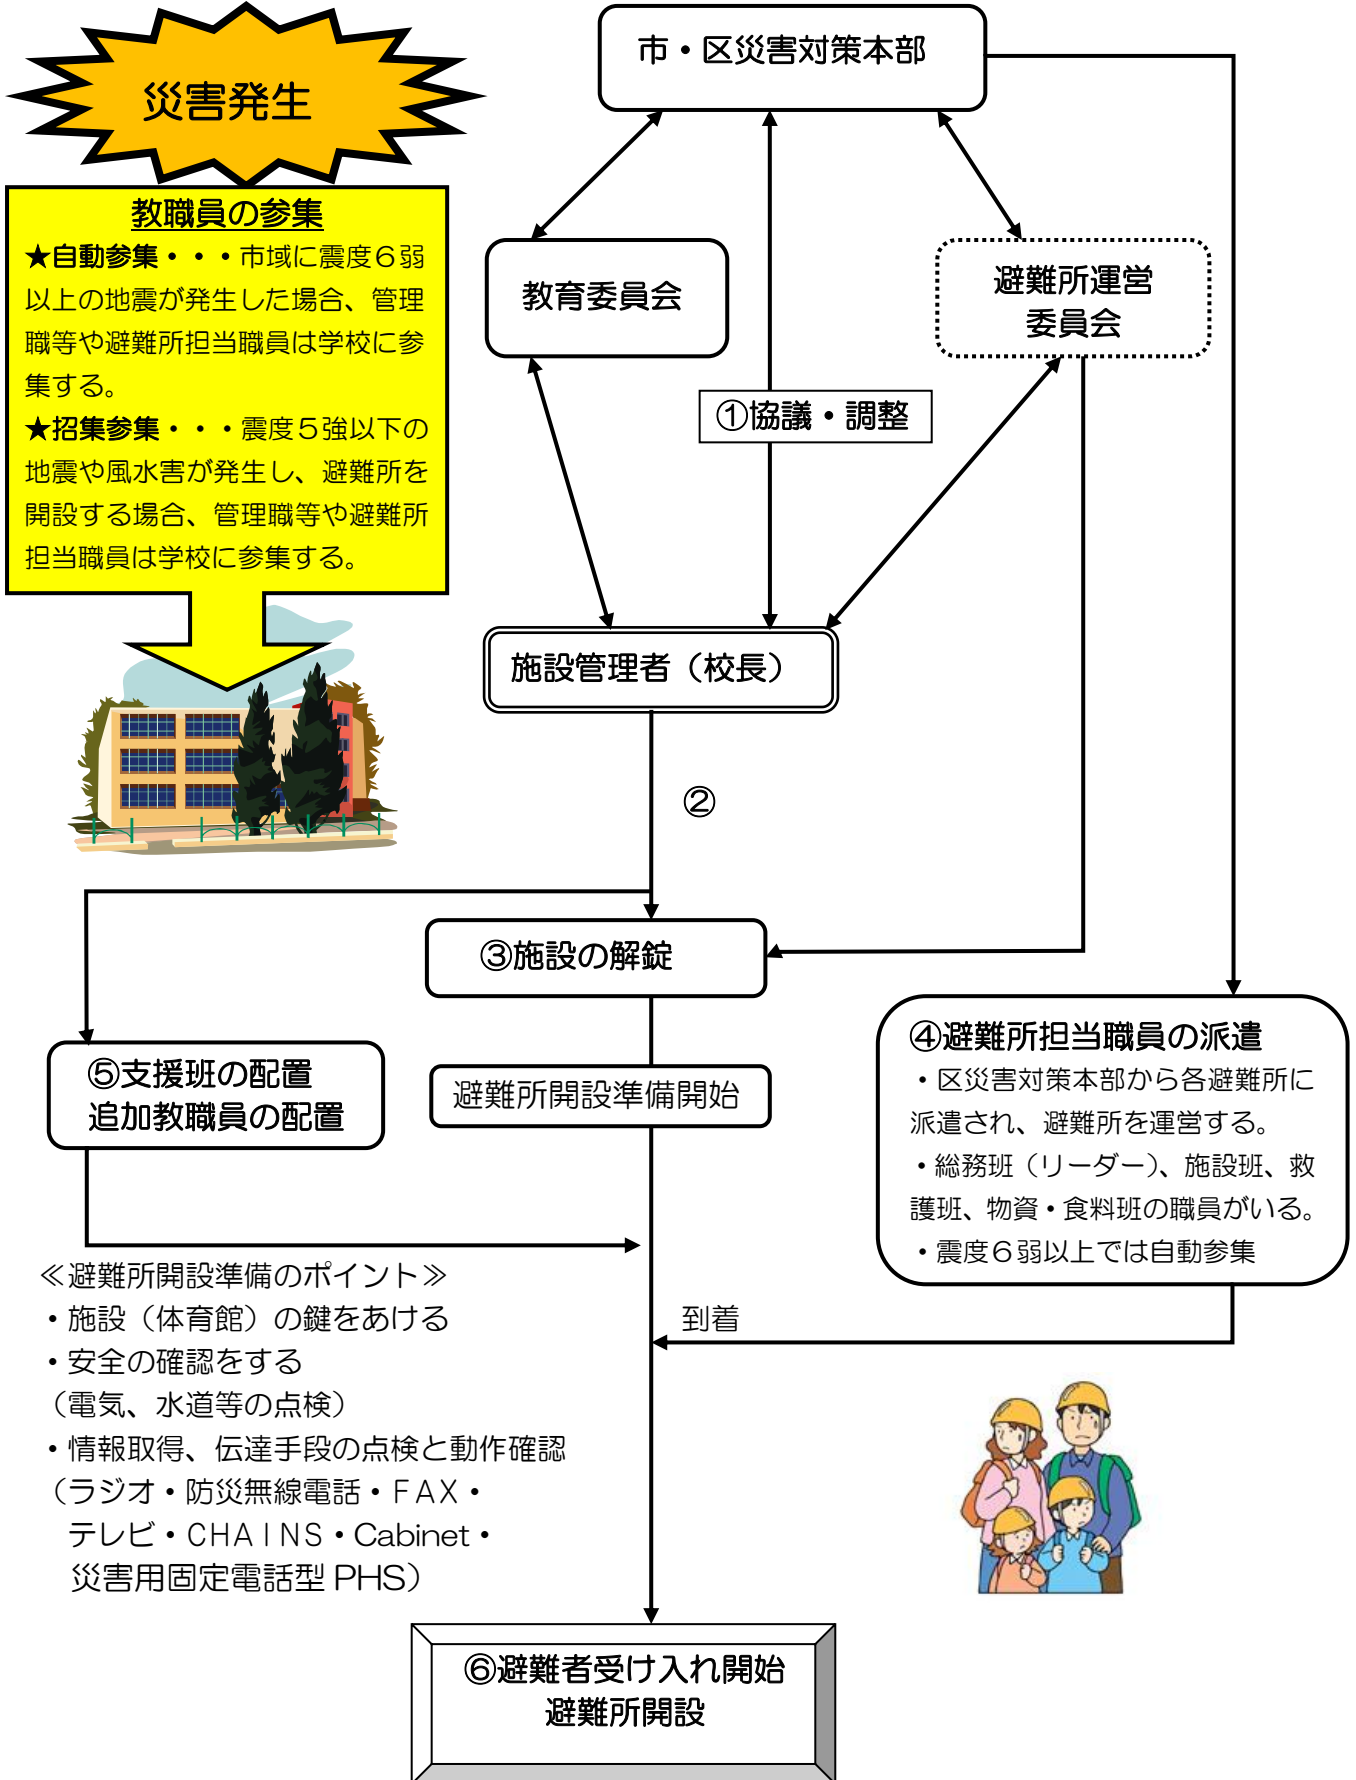 災害発生
教職員の参集
★自動参集・・・市域に震度６弱
以上の地震が発生した場合、管理
職等や避難所担当職員は学校に参
集する。
★招集参集・・・震度５強以下の
地震や風水害が発生し、避難所を
開設する場合、管理職等や避難所
担当職員は学校に参集する。
市・区災害対策本部
教育委員会
避難所運営
委員会
①協議・調整
施設管理者（校長）
②
③施設の解錠
避難所開設準備開始
④避難所担当職員の派遣
・区災害対策本部から各避難所に
派遣され、避難所を運営する。
・総務班（リーダー）、施設班、救
護班、物資・食料班の職員がいる。
・震度６弱以上では自動参集
⑤支援班の配置
追加教職員の配置
到着
≪避難所開設準備のポイント≫
・施設（体育館）の鍵をあける
・安全の確認をする
（電気、水道等の点検）
・情報取得、伝達手段の点検と動作確認
（ラジオ・防災無線電話・ＦＡＸ・
テレビ・ＣＨＡＩＮＳ・Cabinet・
災害用固定電話型 PHS）
⑥避難者受け入れ開始
避難所開設